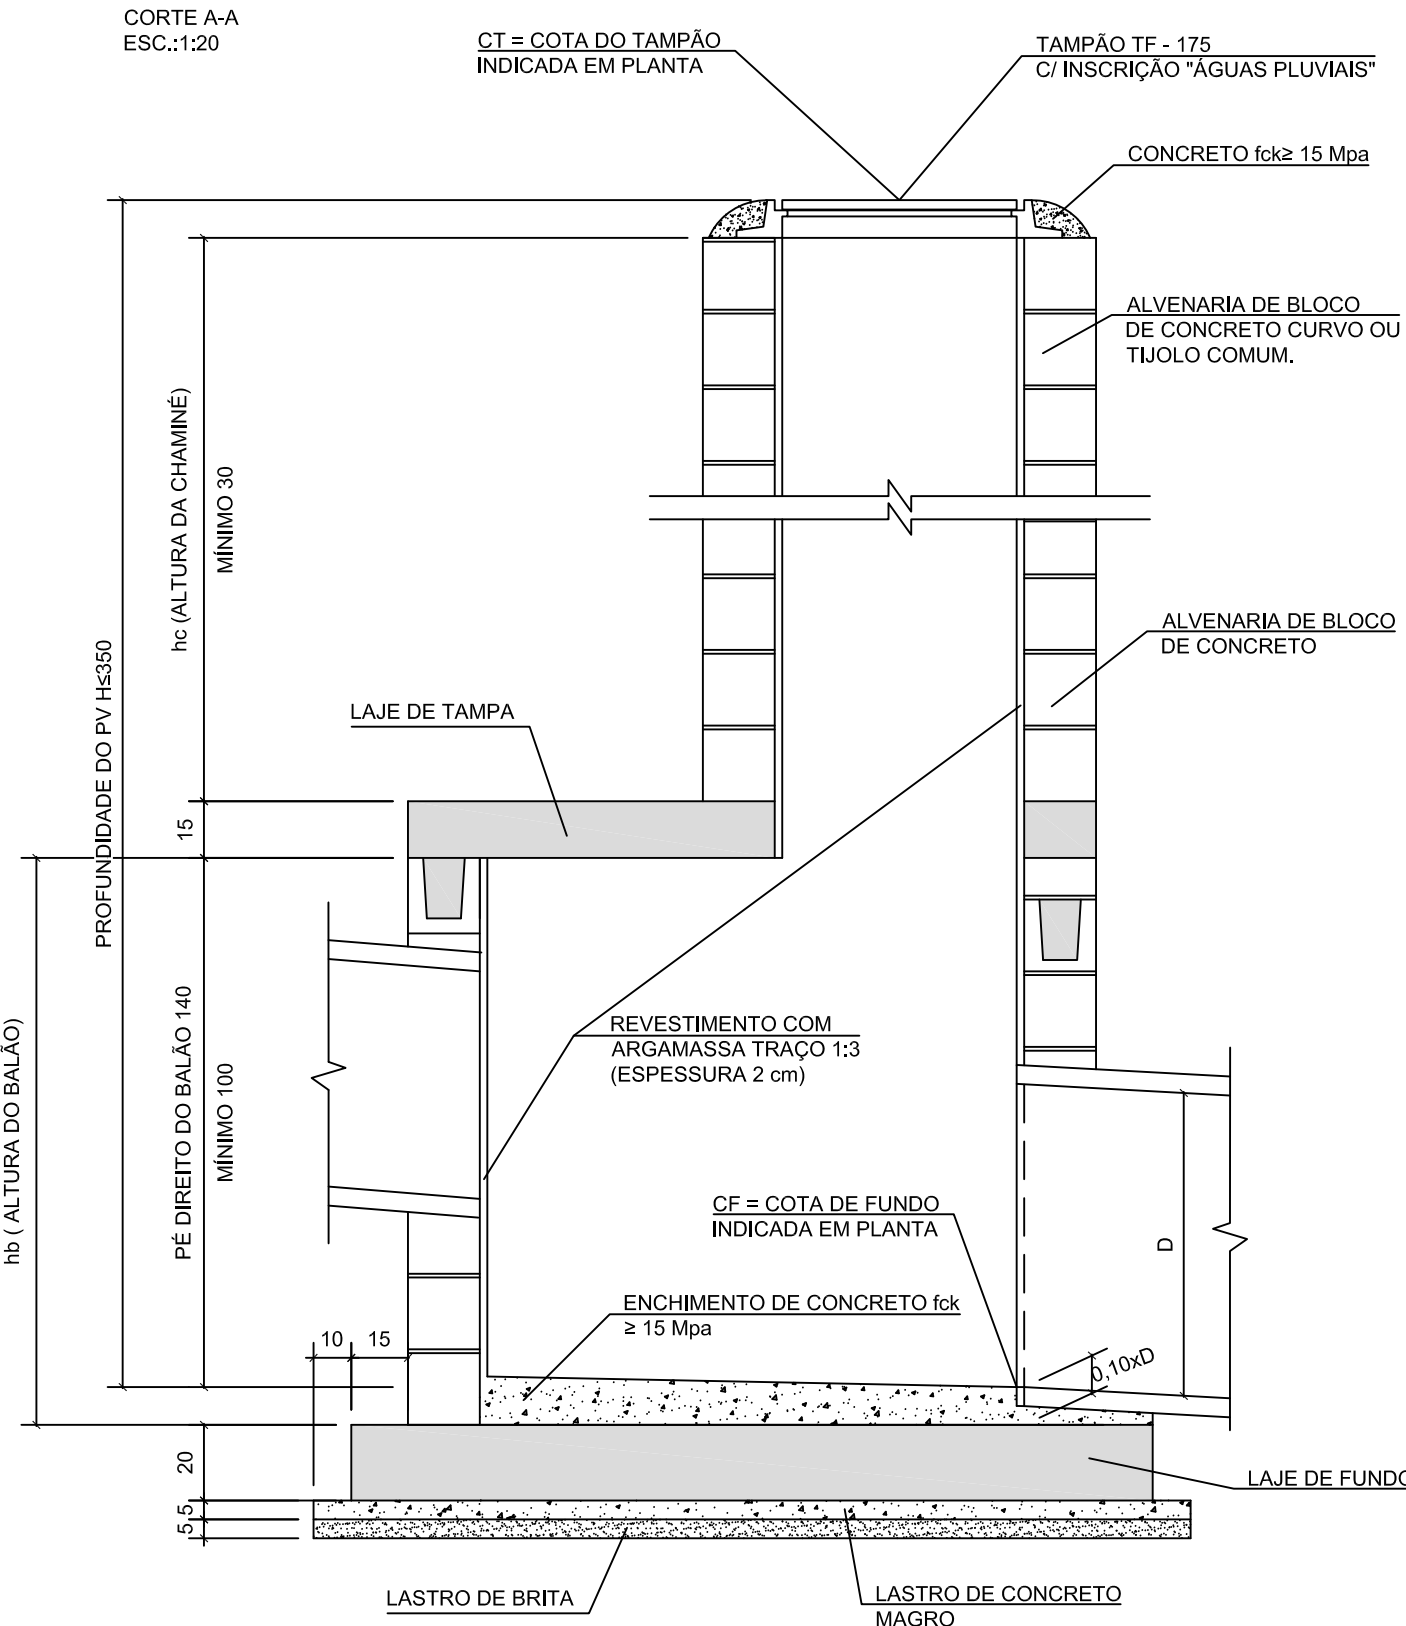 CORTE A-A
ESC.:1:20
CT = COTA DO TAMPÃO
INDICADA EM PLANTA
TAMPÃO TF - 175
C/ INSCRIÇÃO "ÁGUAS PLUVIAIS"
CONCRETO fck≥ 15 Mpa
ALVENARIA DE BLOCO
DE CONCRETO CURVO OU
TIJOLO COMUM.
hc (ALTURA DA CHAMINÉ)
MÍNIMO 30
ALVENARIA DE BLOCO
DE CONCRETO
PROFUNDIDADE DO PV H≤350
LAJE DE TAMPA
15
hb ( ALTURA DO BALÃO)
PÉ DIREITO DO BALÃO 140
MÍNIMO 100
REVESTIMENTO COM
ARGAMASSA TRAÇO 1:3
(ESPESSURA 2 cm)
CF = COTA DE FUNDO
INDICADA EM PLANTA
D
ENCHIMENTO DE CONCRETO fck
≥ 15 Mpa
10 15
0,10xD
20
LAJE DE FUNDO
5
5
LASTRO DE BRITA
LASTRO DE CONCRETO
MAGRO